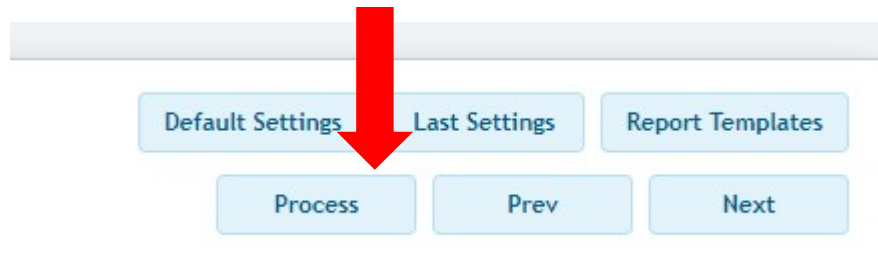 Default Settings Last Settings Report Templates
Process Prev Next